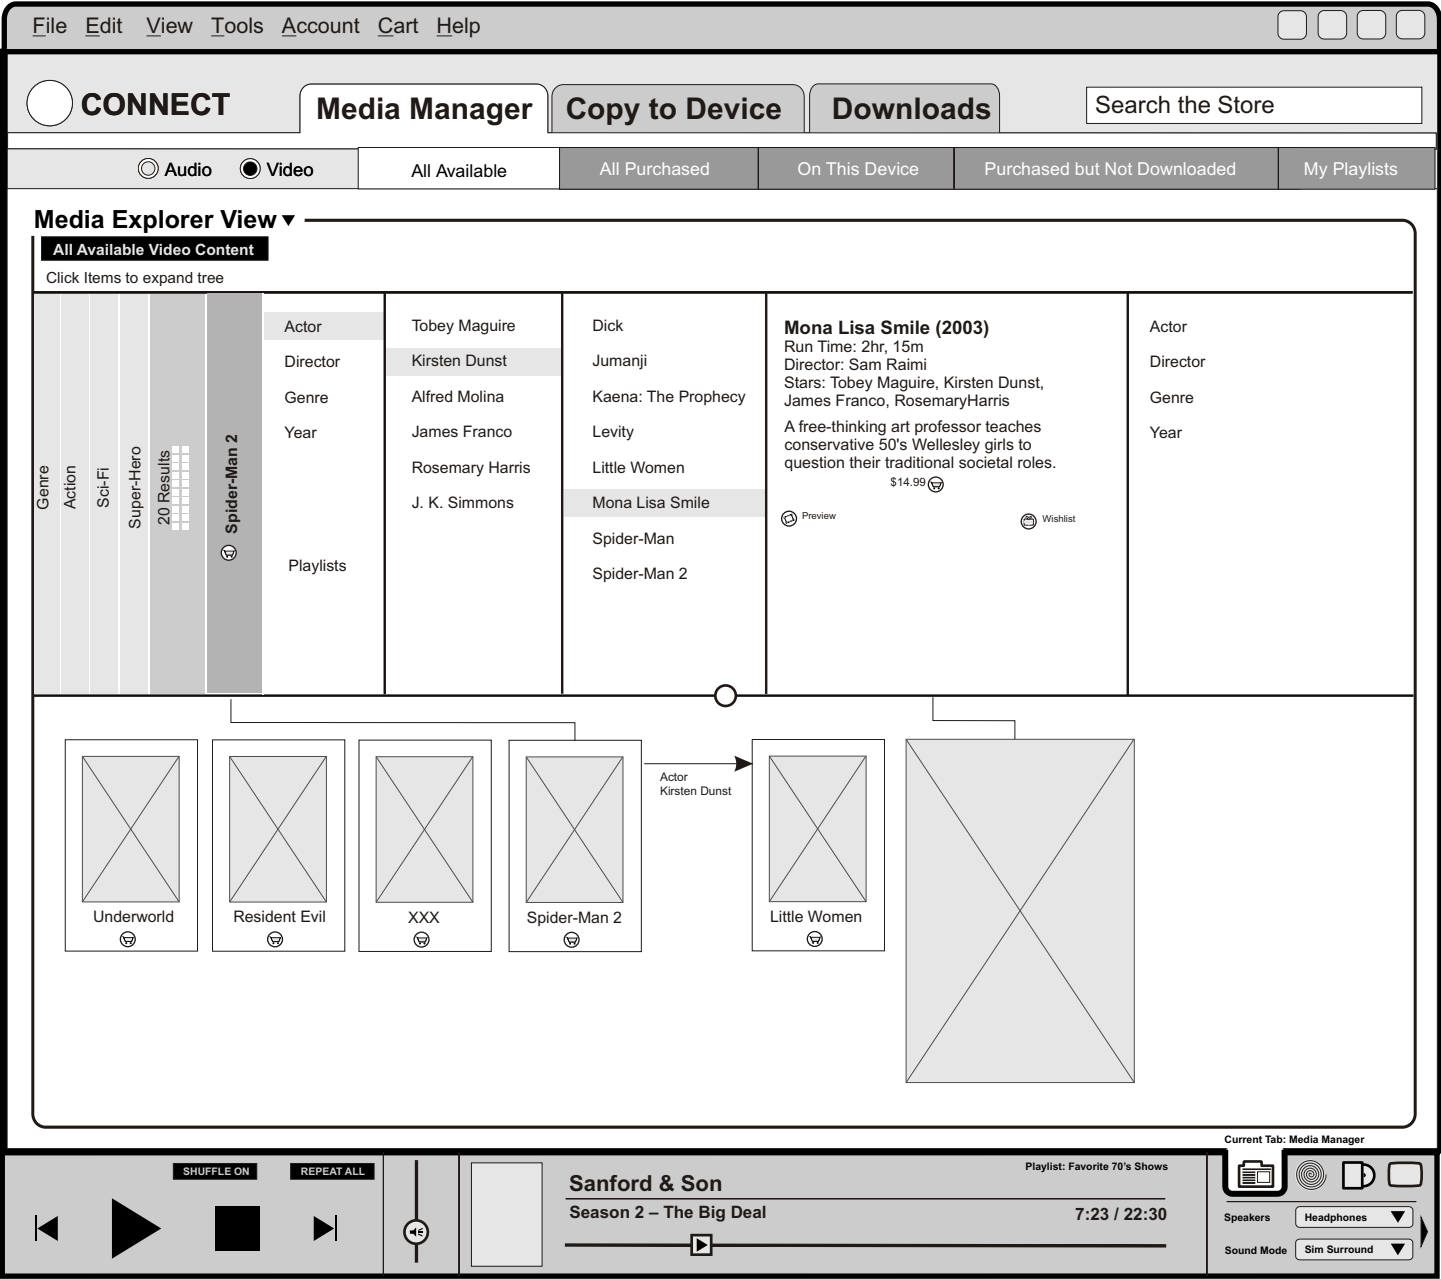 File Edit View Tools Account Cart Help
CONNECT
Media Manager
Copy to Device
Downloads
Search the Store
Audio
Video
All Available
All Purchased
On This Device
Purchased but Not Downloaded
My Playlists
Media Explorer View
All Available Video Content
Click Items to expand tree
Genre
Action
Sci-Fi
Super-Hero
20 Results
Spider-Man 2
Actor
Director
Genre
Year
Playlists
Tobey Maguire
Kirsten Dunst
Alfred Molina
James Franco
Rosemary Harris
J. K. Simmons
Dick
Jumanji
Kaena: The Prophecy
Levity
Little Women
Mona Lisa Smile
Spider-Man
Spider-Man 2
Mona Lisa Smile (2003)
Run Time: 2hr, 15m
Director: Sam Raimi
Stars: Tobey Maguire, Kirsten Dunst,
James Franco, RosemaryHarris
A free-thinking art professor teaches
conservative 50's Wellesley girls to
question their traditional societal roles.
$14.99
Preview
Wishlist
Actor
Director
Genre
Year
Underworld
Resident Evil
XXX
Spider-Man 2
Actor
Kirsten Dunst
Little Women
Current Tab: Media Manager
SHUFFLE ON
REPEAT ALL
Playlist: Favorite 70's Shows
Sanford & Son
Season 2 – The Big Deal
7:23 / 22:30
Speakers
Headphones
Sound Mode
Sim Surround